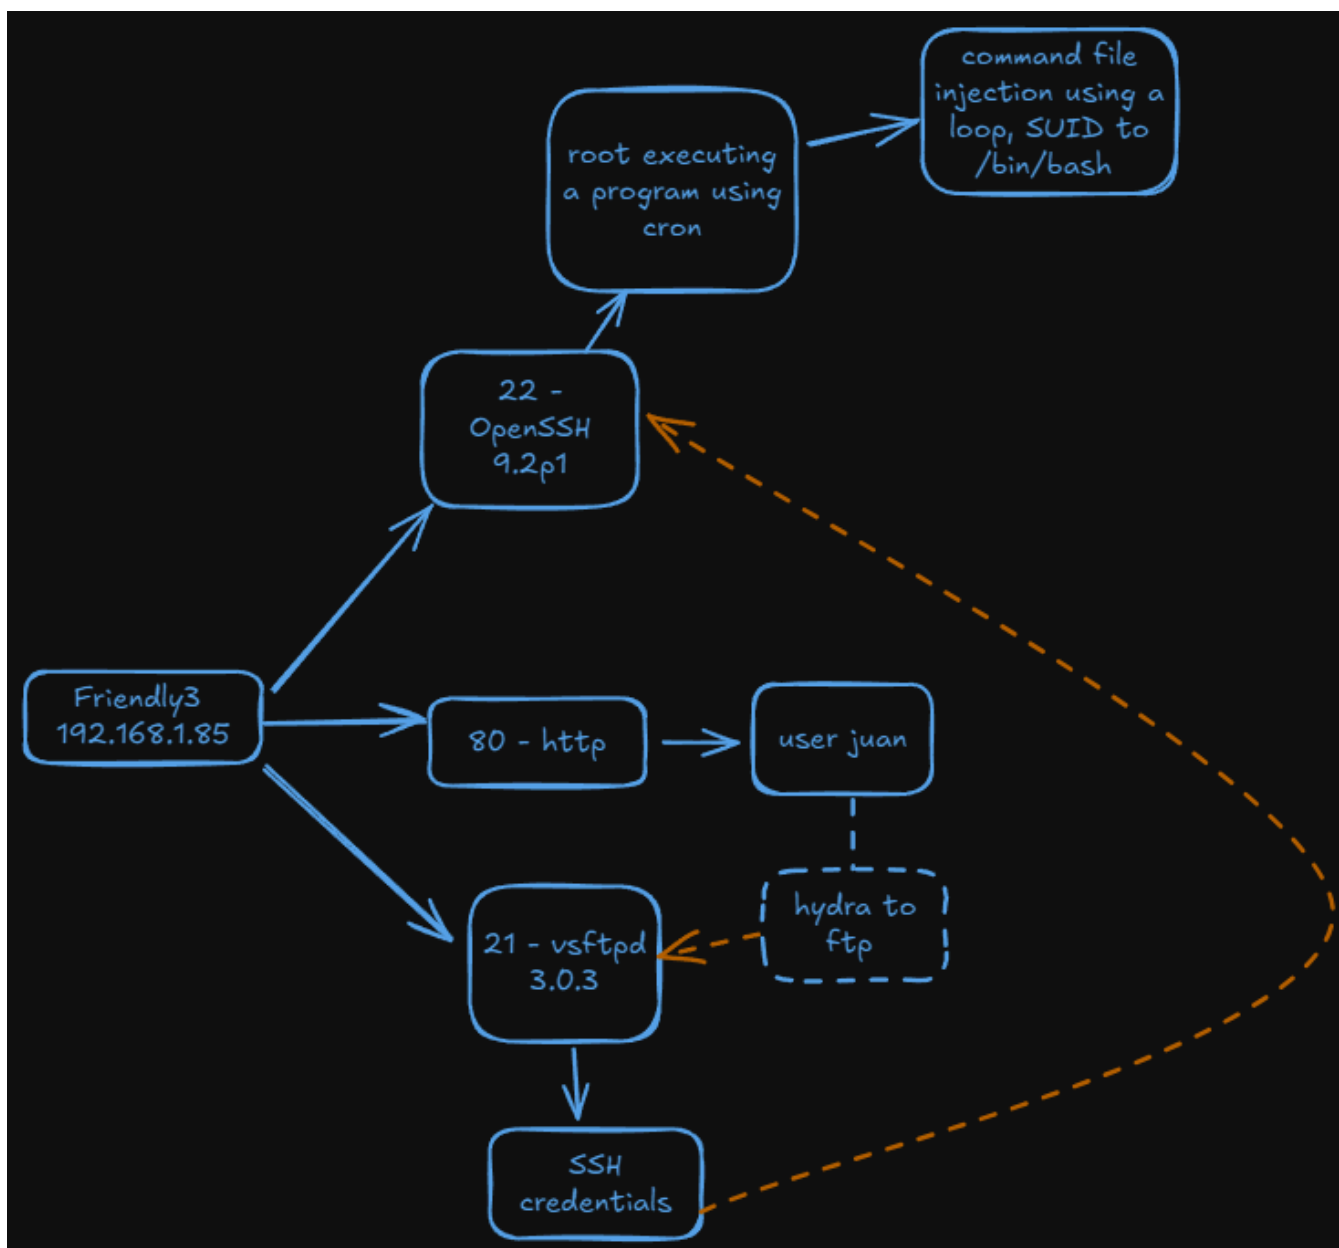 command file
injection using a
loop, SUID to
/bin/bash
root executing
a program using
cron
22 -
OpenSSH
9.2p1
Friendly3
192.168.1.85
80 - http
user juan
hydra to
ftp
21 - vsftpd
3.0.3
SSH
credentials